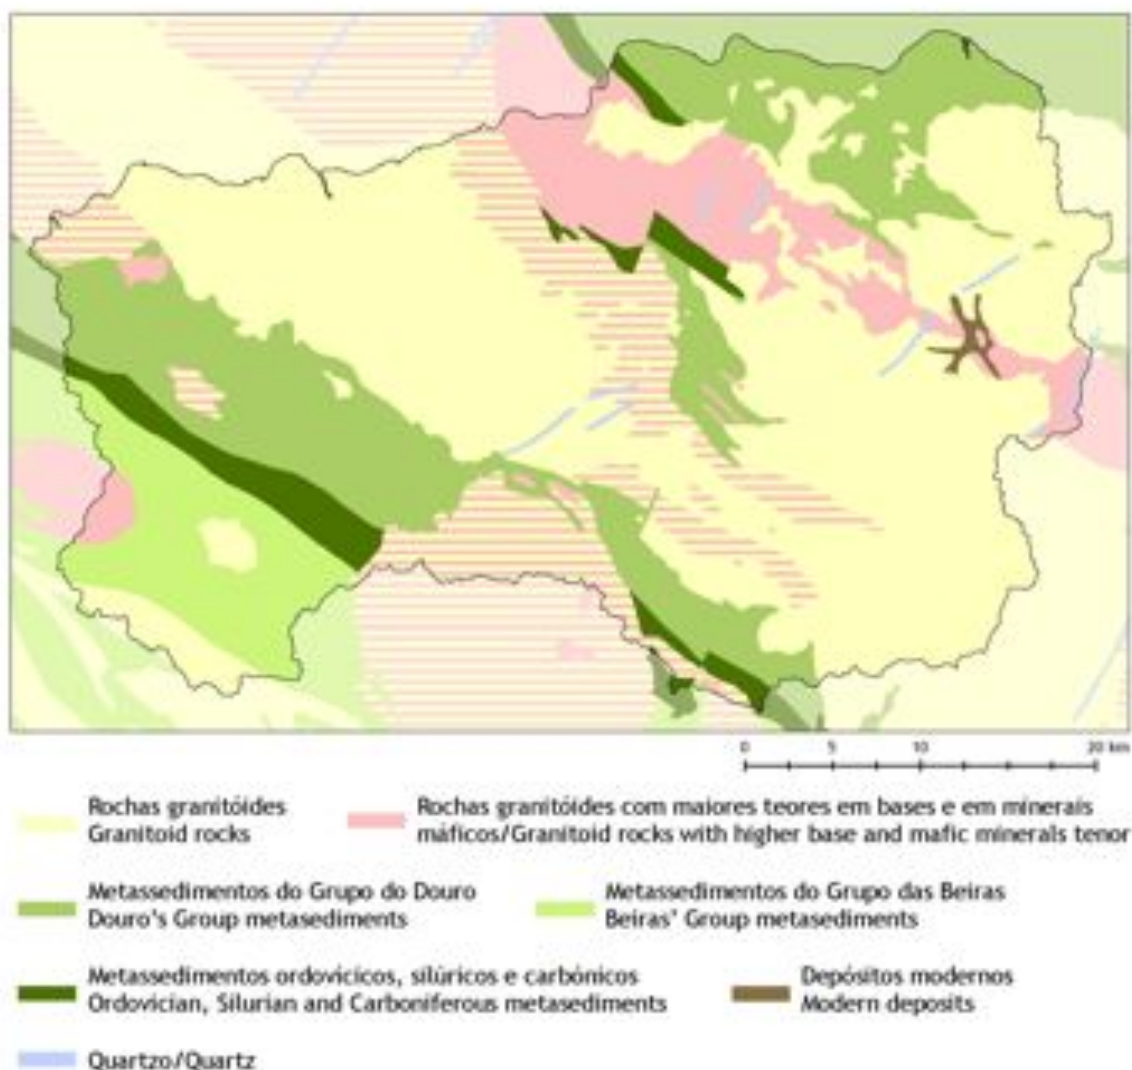 0 5 10 20 km
Rochas granitóides
Granitoid rocks
Rochas granitóides com maiores teores em bases e em minerais
máficos/Granitoid rocks with higher base and mafic minerals tenor
Metassedimentos do Grupo do Douro
Douro's Group metasediments
Metassedimentos do Grupo das Beiras
Beiras' Group metasediments
Metassedimentos ordovícicos, silúricos e carbónicos
Ordovician, Silurian and Carboniferous metasediments
Depósitos modernos
Modern deposits
Quartzo/Quartz